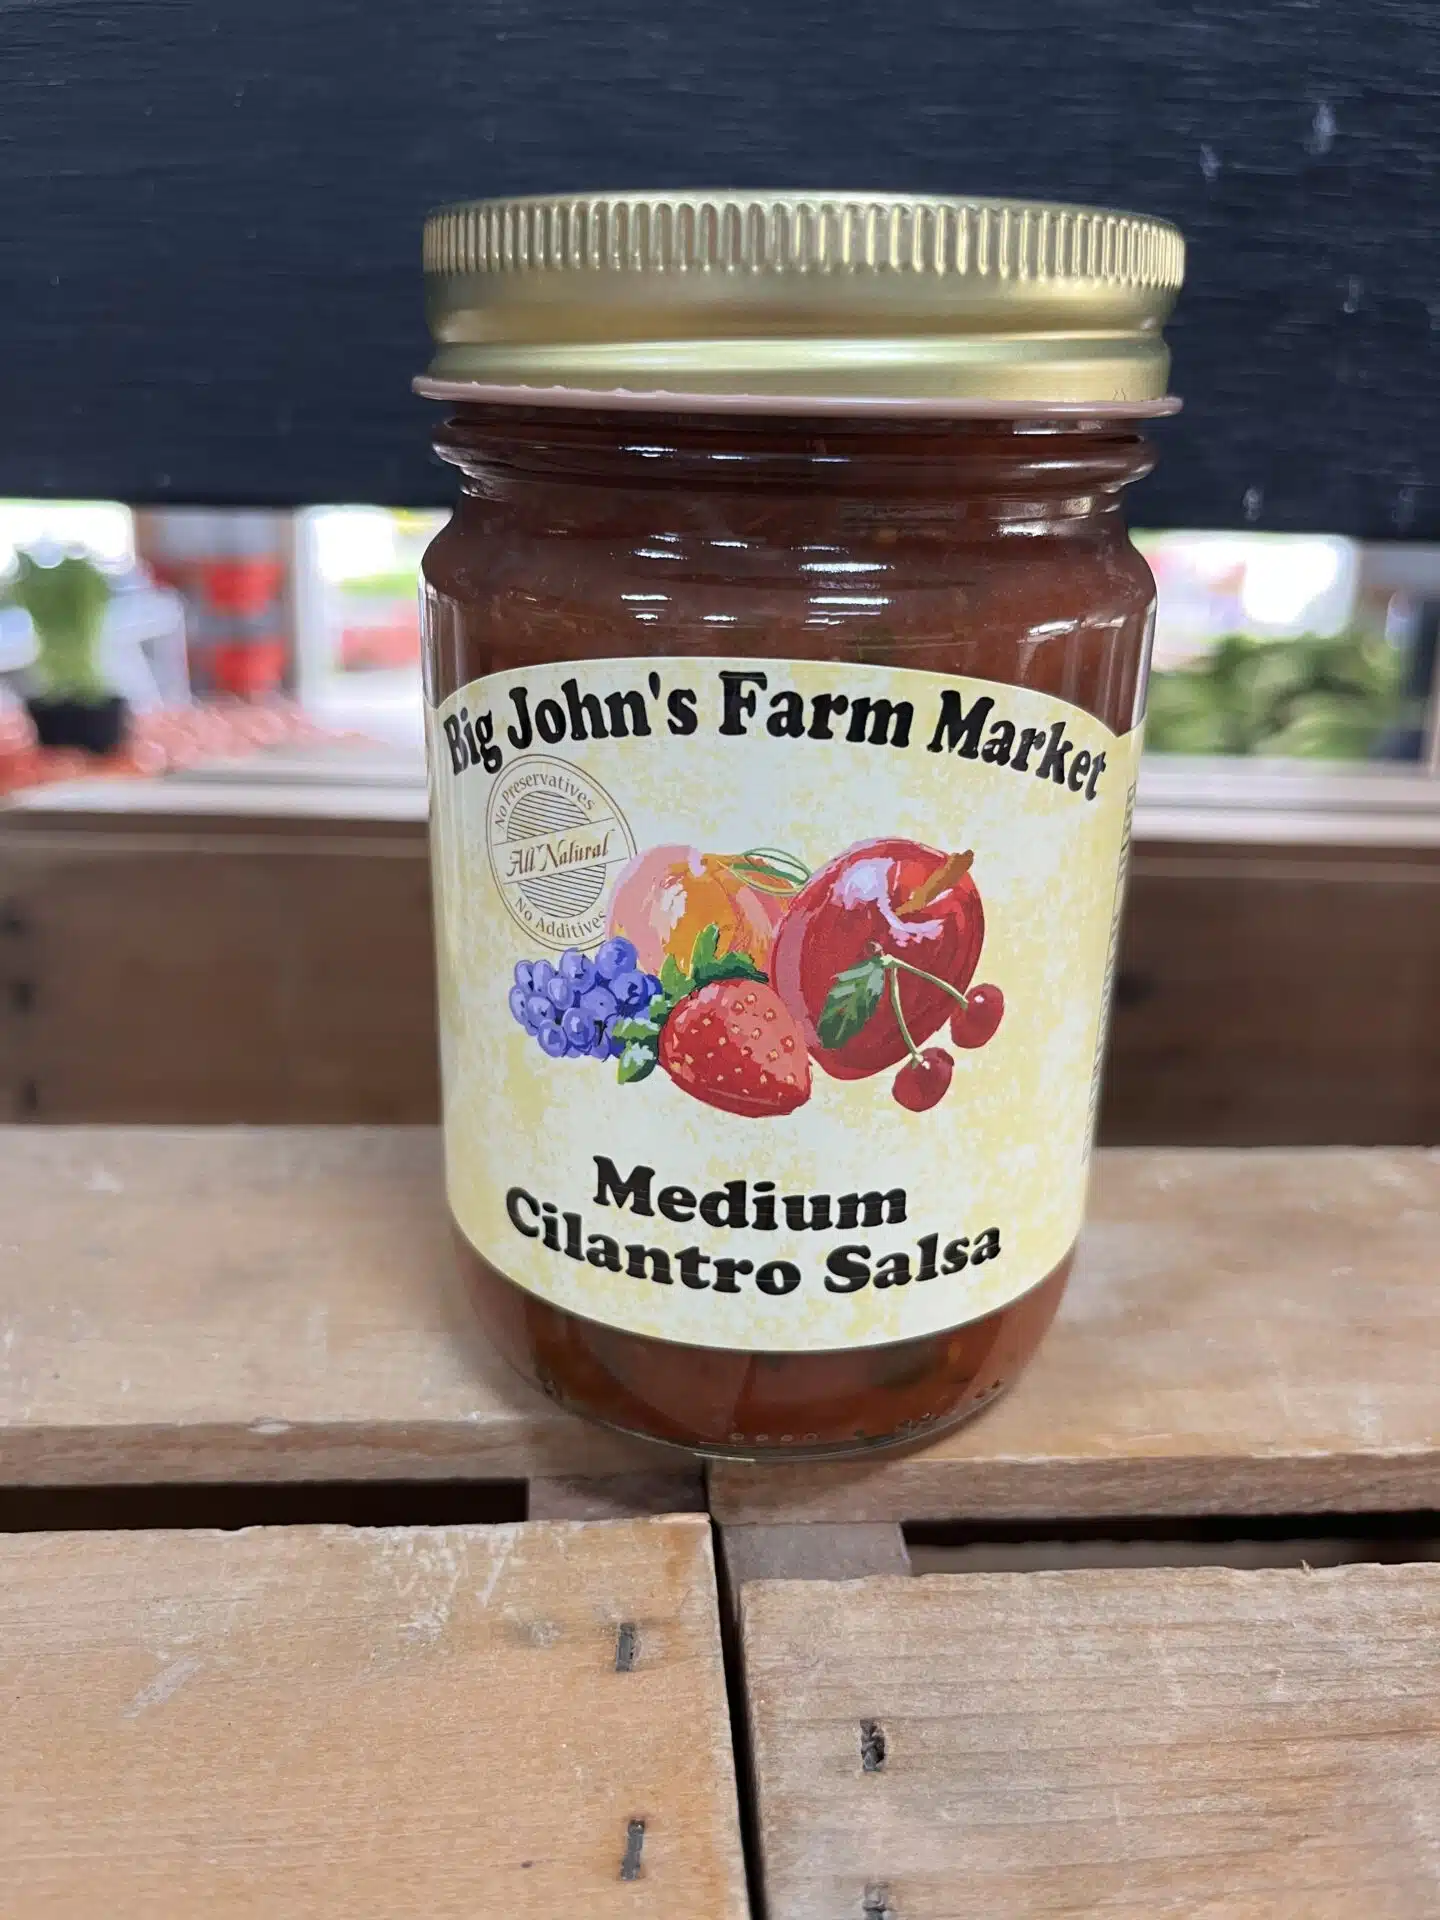 Big John's Farm Market
No Preservatives
All Natural
No Additives
Medium
Cilantro Salsa